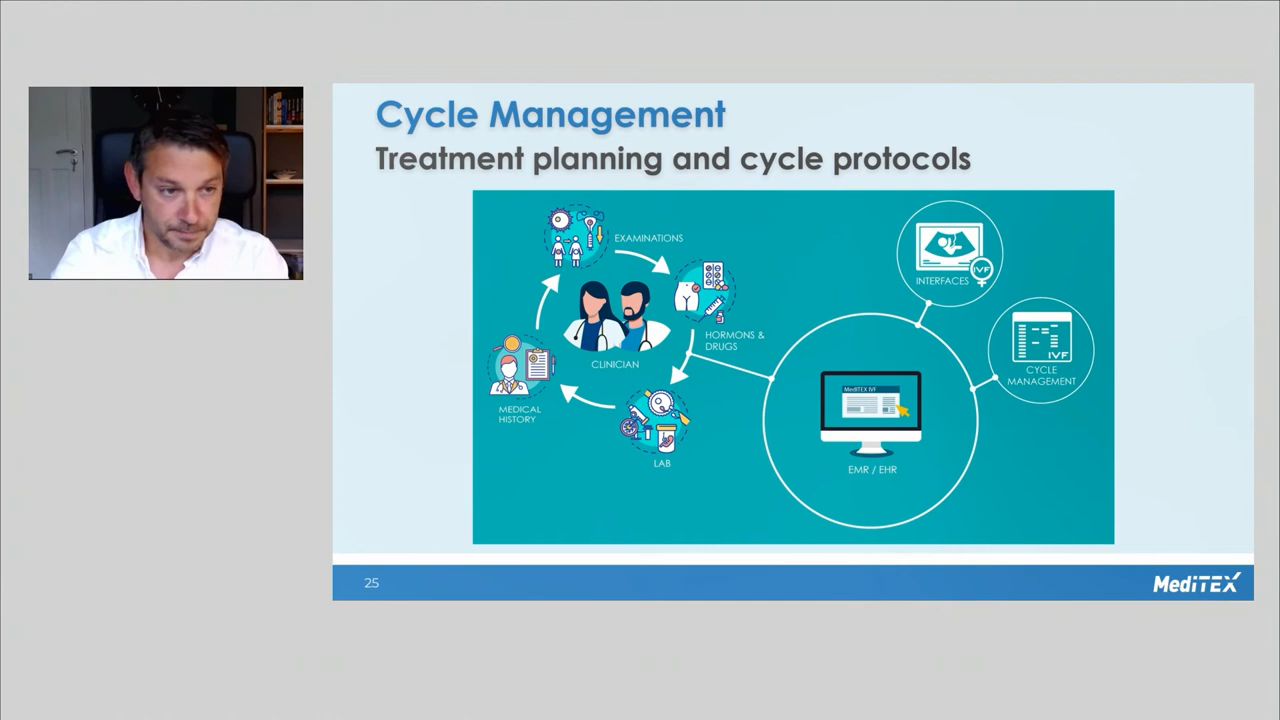 Cycle Management
Treatment planning and cycle protocols
EXAMINATIONS
HORMONS &
DRUGS
CLINICIAN
MEDICAL
HISTORY
LAB
INTERFACES
IVF
CYCLE
MANAGEMENT
IVF
MediTEX IVF
EMR / EHR
25
MediTEX